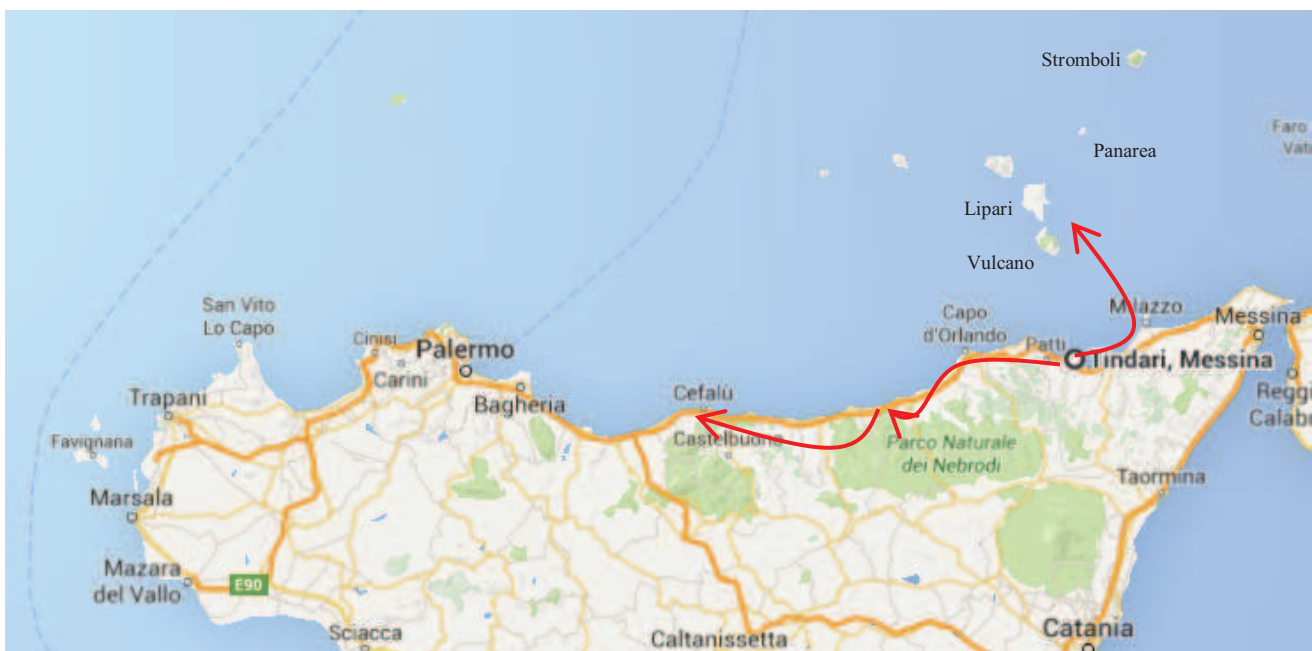 Stromboli
Faro
Vati
Panarea
Lipari
Vulcano
San Vito
Lo Capo
Capo
d'Orlando
Milazzo
Messina
Cinisi
Palermo
Carini
Patti
Tindari, Messina
Reggi
Calabri
Trapani
Bagheria
Cefalù
Favignana
Castelbuono
Parco Naturale
dei Nebrodi
Taormina
Marsala
Mazara
del Vallo
E90
Sciacca
Caltanissetta
Catania